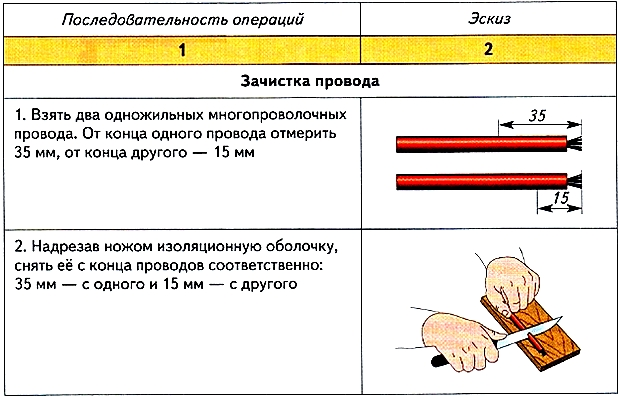 Последовательность операций
Эскиз
1
2
Зачистка провода
1. Взять два одножильных многопроволочных
провода. От конца одного провода отмерить
35 мм, от конца другого — 15 мм
35
15
2. Надрезав ножом изоляционную оболочку,
снять её с конца проводов соответственно:
35 мм — с одного и 15 мм — с другого